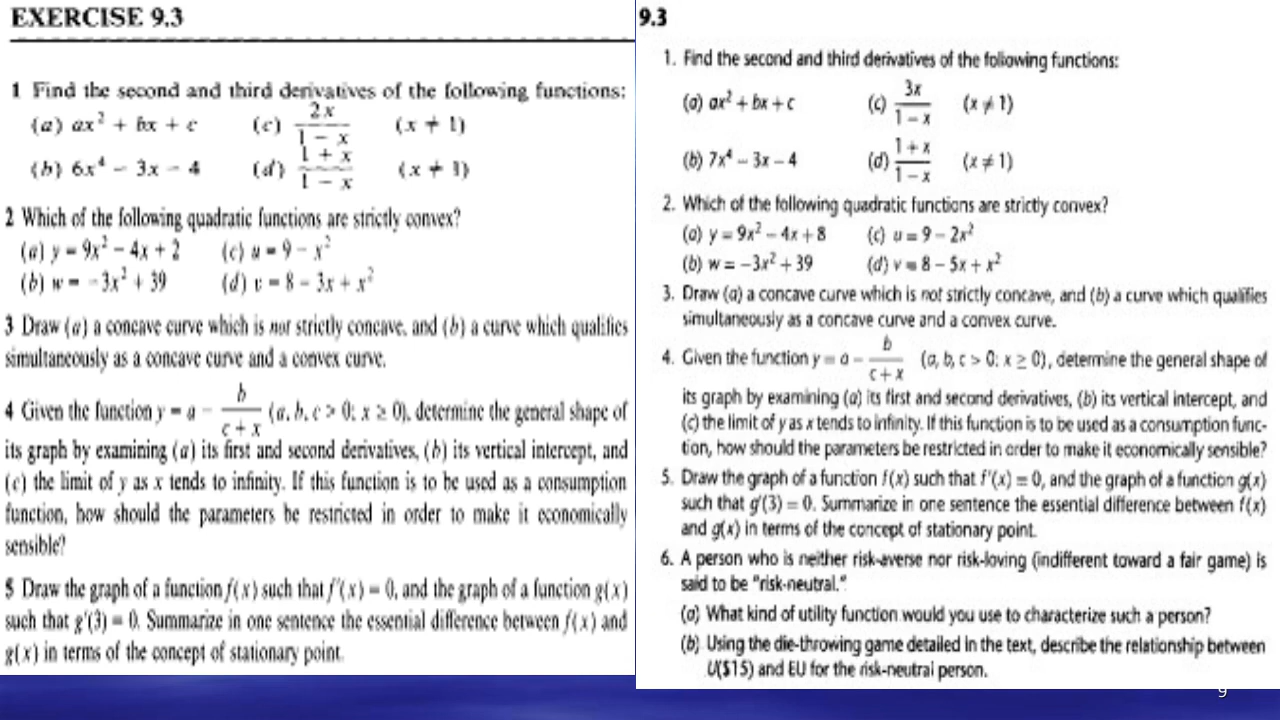 EXERCISE 9.3
1 Find the second and third derivatives of the following functions:
(a) ax² + bx + c (c) 2x / 1 − x (x ≠ 1)
(b) 6x⁴ − 3x − 4 (d) 1 + x / 1 − x (x ≠ 1)
2 Which of the following quadratic functions are strictly convex?
(a) y = 9x² − 4x + 2 (c) u = 9 − x²
(b) w = −3x² + 39 (d) v = 8 − 3x + x²
3 Draw (a) a concave curve which is not strictly concave, and (b) a curve which qualifies
simultaneously as a concave curve and a convex curve.
4 Given the function y = a − b / c + x (a, b, c > 0; x ≥ 0), determine the general shape of
its graph by examining (a) its first and second derivatives, (b) its vertical intercept, and
(c) the limit of y as x tends to infinity. If this function is to be used as a consumption
function, how should the parameters be restricted in order to make it economically
sensible?
5 Draw the graph of a function f(x) such that f′(x) = 0, and the graph of a function g(x)
such that g′(3) = 0. Summarize in one sentence the essential difference between f(x) and
g(x) in terms of the concept of stationary point.
9.3
1. Find the second and third derivatives of the following functions:
(a) ax² + bx + c (c) 3x / 1 − x (x ≠ 1)
(b) 7x⁴ − 3x − 4 (d) 1 + x / 1 − x (x ≠ 1)
2. Which of the following quadratic functions are strictly convex?
(a) y = 9x² − 4x + 8 (c) u = 9 − 2x²
(b) w = −3x² + 39 (d) v = 8 − 5x + x²
3. Draw (a) a concave curve which is not strictly concave, and (b) a curve which qualifies
simultaneously as a concave curve and a convex curve.
4. Given the function y = a − b / c + x (a, b, c > 0; x ≥ 0), determine the general shape of
its graph by examining (a) its first and second derivatives, (b) its vertical intercept, and
(c) the limit of y as x tends to infinity. If this function is to be used as a consumption func-
tion, how should the parameters be restricted in order to make it economically sensible?
5. Draw the graph of a function f(x) such that f′(x) = 0, and the graph of a function g(x)
such that g′(3) = 0. Summarize in one sentence the essential difference between f(x)
and g(x) in terms of the concept of stationary point.
6. A person who is neither risk-averse nor risk-loving (indifferent toward a fair game) is
said to be "risk-neutral."
(a) What kind of utility function would you use to characterize such a person?
(b) Using the die-throwing game detailed in the text, describe the relationship between
U($15) and EU for the risk-neutral person.
9